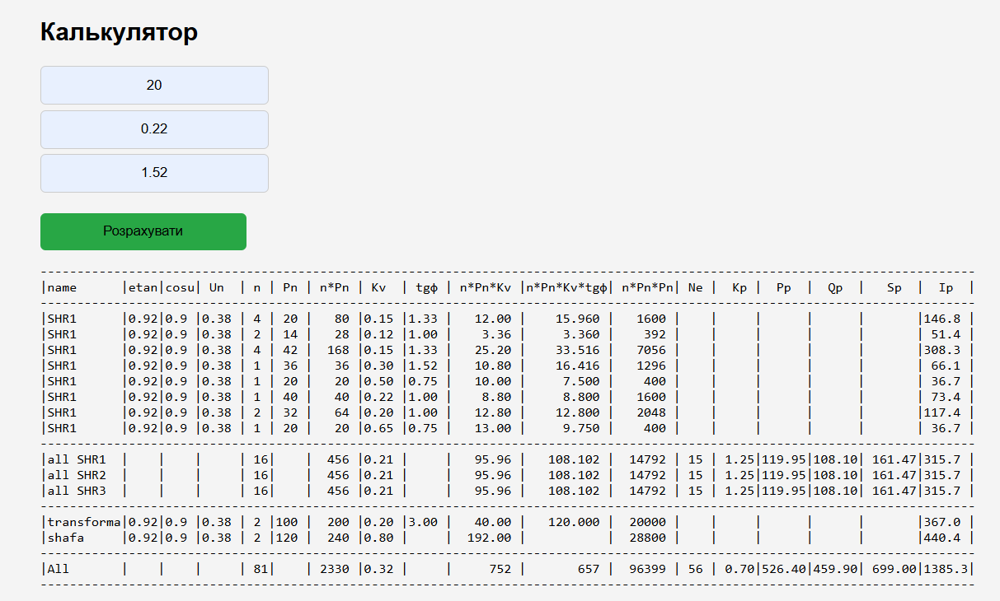 Калькулятор
20
0.22
1.52
Розрахувати
------------------------------------------------------------------------------------------------------------------------------
|name      |etan|cosu| Un  | n | Pn | n*Pn | Kv  | tgф | n*Pn*Kv |n*Pn*Kv*tgф| n*Pn*Pn| Ne |  Kp |  Pp  |  Qp  |   Sp  |  Ip  |
------------------------------------------------------------------------------------------------------------------------------
|SHR1      |0.92|0.9 |0.38 | 4 | 20 |   80 |0.15 |1.33 |   12.00 |    15.960 |   1600 |    |     |      |      |       |146.8 |
|SHR1      |0.92|0.9 |0.38 | 2 | 14 |   28 |0.12 |1.00 |    3.36 |     3.360 |    392 |    |     |      |      |       | 51.4 |
|SHR1      |0.92|0.9 |0.38 | 4 | 42 |  168 |0.15 |1.33 |   25.20 |    33.516 |   7056 |    |     |      |      |       |308.3 |
|SHR1      |0.92|0.9 |0.38 | 1 | 36 |   36 |0.30 |1.52 |   10.80 |    16.416 |   1296 |    |     |      |      |       | 66.1 |
|SHR1      |0.92|0.9 |0.38 | 1 | 20 |   20 |0.50 |0.75 |   10.00 |     7.500 |    400 |    |     |      |      |       | 36.7 |
|SHR1      |0.92|0.9 |0.38 | 1 | 40 |   40 |0.22 |1.00 |    8.80 |     8.800 |   1600 |    |     |      |      |       | 73.4 |
|SHR1      |0.92|0.9 |0.38 | 2 | 32 |   64 |0.20 |1.00 |   12.80 |    12.800 |   2048 |    |     |      |      |       |117.4 |
|SHR1      |0.92|0.9 |0.38 | 1 | 20 |   20 |0.65 |0.75 |   13.00 |     9.750 |    400 |    |     |      |      |       | 36.7 |
------------------------------------------------------------------------------------------------------------------------------
|all SHR1  |    |    |     | 16|    |  456 |0.21 |     |   95.96 |   108.102 |  14792 | 15 | 1.25|119.95|108.10| 161.47|315.7 |
|all SHR2  |    |    |     | 16|    |  456 |0.21 |     |   95.96 |   108.102 |  14792 | 15 | 1.25|119.95|108.10| 161.47|315.7 |
|all SHR3  |    |    |     | 16|    |  456 |0.21 |     |   95.96 |   108.102 |  14792 | 15 | 1.25|119.95|108.10| 161.47|315.7 |
------------------------------------------------------------------------------------------------------------------------------
|transforma|0.92|0.9 |0.38 | 2 |100 |  200 |0.20 |3.00 |   40.00 |   120.000 |  20000 |    |     |      |      |       |367.0 |
|shafa     |0.92|0.9 |0.38 | 2 |120 |  240 |0.80 |     |  192.00 |           |  28800 |    |     |      |      |       |440.4 |
------------------------------------------------------------------------------------------------------------------------------
|All       |    |    |     | 81|    | 2330 |0.32 |     |     752 |       657 |  96399 | 56 | 0.70|526.40|459.90| 699.00|1385.3|
------------------------------------------------------------------------------------------------------------------------------